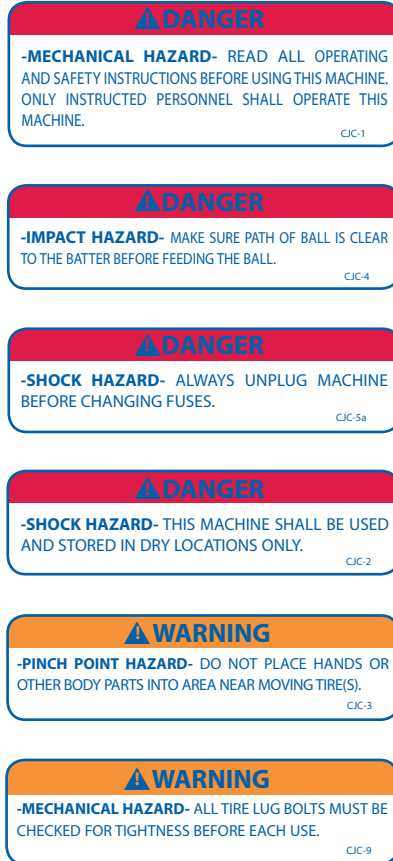 DANGER
-MECHANICAL HAZARD- READ ALL OPERATING
AND SAFETY INSTRUCTIONS BEFORE USING THIS MACHINE.
ONLY INSTRUCTED PERSONNEL SHALL OPERATE THIS
MACHINE.
CJC-1
DANGER
-IMPACT HAZARD- MAKE SURE PATH OF BALL IS CLEAR
TO THE BATTER BEFORE FEEDING THE BALL.
CJC-4
DANGER
-SHOCK HAZARD- ALWAYS UNPLUG MACHINE
BEFORE CHANGING FUSES.
CJC-5a
DANGER
-SHOCK HAZARD- THIS MACHINE SHALL BE USED
AND STORED IN DRY LOCATIONS ONLY.
CJC-2
WARNING
-PINCH POINT HAZARD- DO NOT PLACE HANDS OR
OTHER BODY PARTS INTO AREA NEAR MOVING TIRE(S).
CJC-3
WARNING
-MECHANICAL HAZARD- ALL TIRE LUG BOLTS MUST BE
CHECKED FOR TIGHTNESS BEFORE EACH USE.
CJC-9